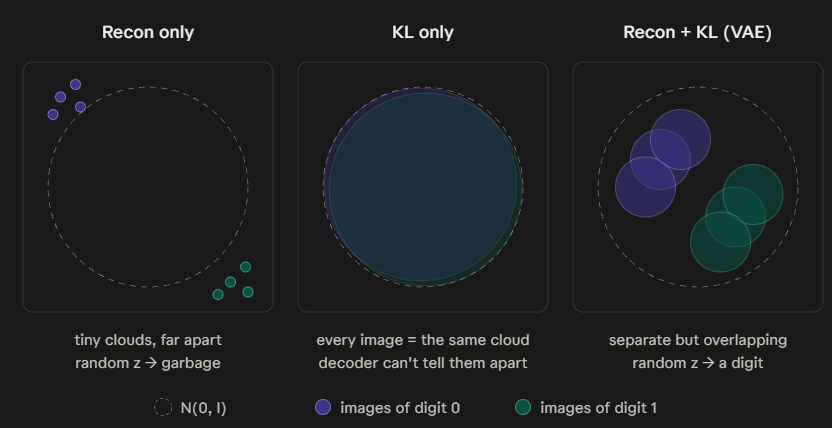 Recon only
KL only
Recon + KL (VAE)
tiny clouds, far apart
random z → garbage
every image = the same cloud
decoder can't tell them apart
separate but overlapping
random z → a digit
N(0, I)
images of digit 0
images of digit 1